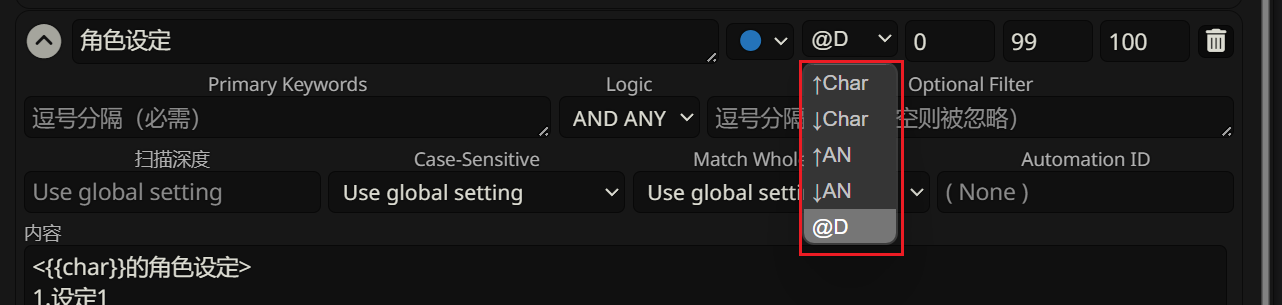 角色设定
@D
0
99
100
Primary Keywords
Logic
Optional Filter
逗号分隔（必需）
AND ANY
逗号分隔
空则被忽略）
↑Char
↓Char
↑AN
↓AN
@D
扫描深度
Case-Sensitive
Match Whole
Automation ID
Use global setting
Use global setting
Use global setti
( None )
内容
<{{char}}的角色设定>
1.设定1